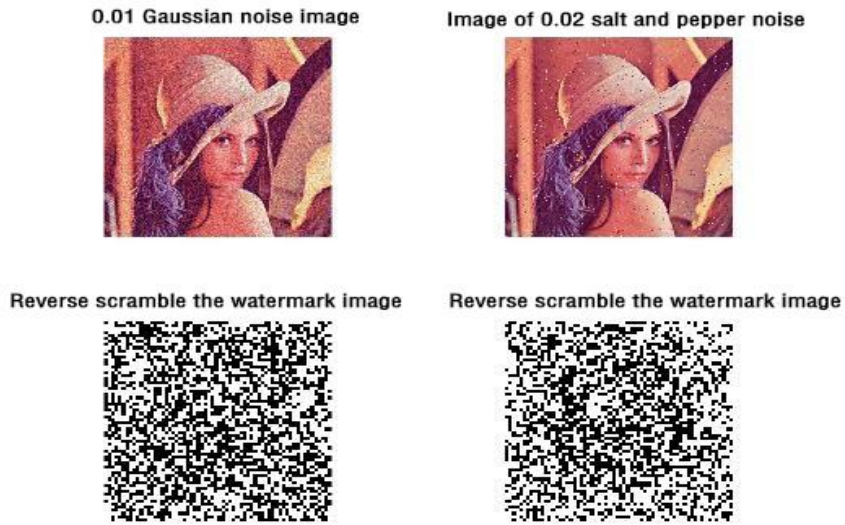 0.01 Gaussian noise image
Image of 0.02 salt and pepper noise
Reverse scramble the watermark image
Reverse scramble the watermark image